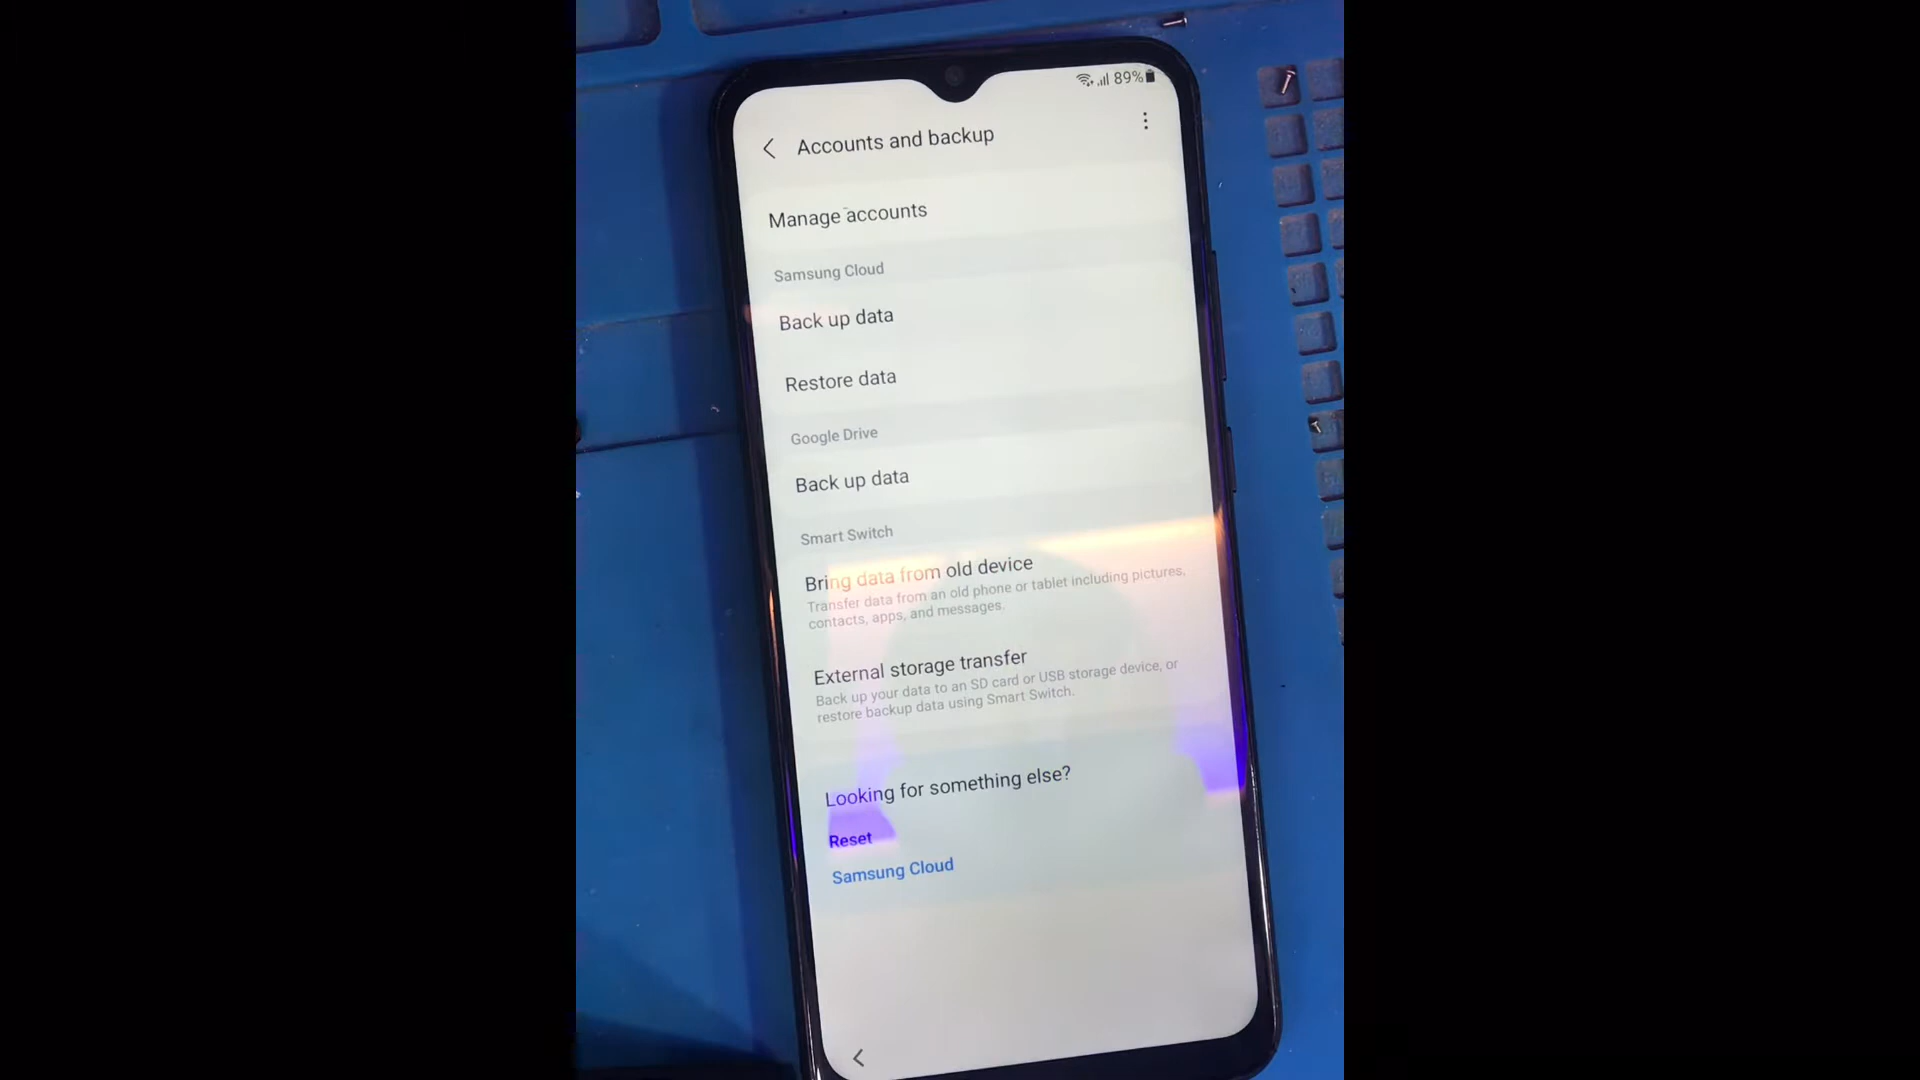 89%
Accounts and backup
Manage accounts
Samsung Cloud
Back up data
Restore data
Google Drive
Back up data
Smart Switch
Bring data from old device
Transfer data from an old phone or tablet including pictures,
contacts, apps, and messages.
External storage transfer
Back up your data to an SD card or USB storage device, or
restore backup data using Smart Switch.
Looking for something else?
Reset
Samsung Cloud